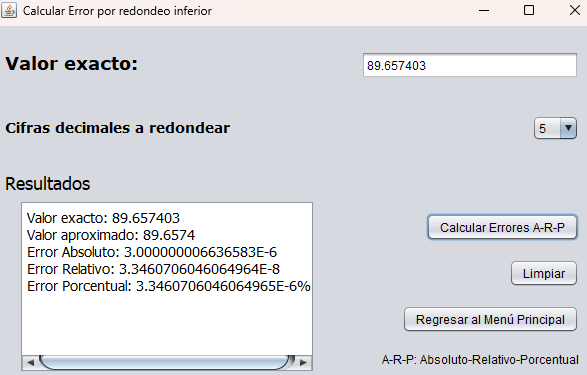 Calcular Error por redondeo inferior
Valor exacto:
89.657403
Cifras decimales a redondear
5
Resultados
Valor exacto: 89.657403
Valor aproximado: 89.6574
Error Absoluto: 3.000000006636583E-6
Error Relativo: 3.3460706046064964E-8
Error Porcentual: 3.3460706046064965E-6%
Calcular Errores A-R-P
Limpiar
Regresar al Menú Principal
A-R-P: Absoluto-Relativo-Porcentual